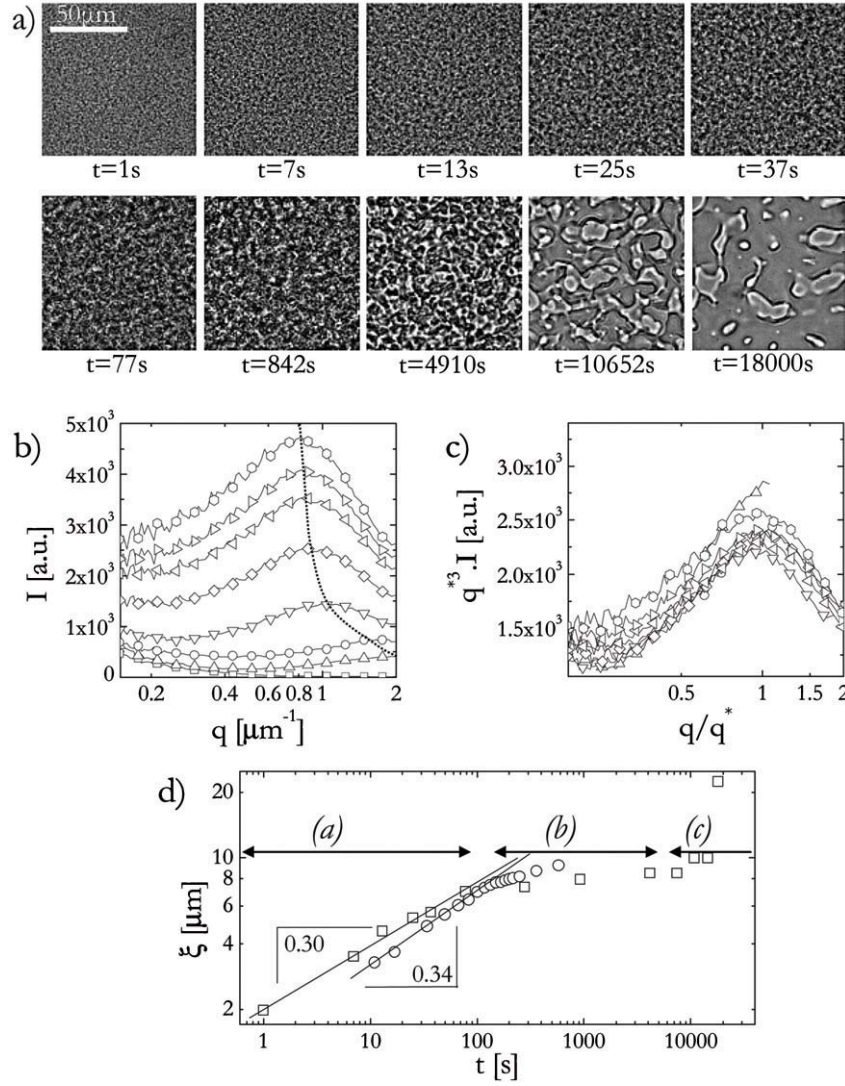 a)
50μm
t=1s t=7s t=13s t=25s t=37s
t=77s t=842s t=4910s t=10652s t=18000s
b)
5x10³
4x10³
3x10³
2x10³
1x10³
0
I [a.u.]
0.2 0.4 0.6 0.8 1 2
q [μm⁻¹]
c)
3.0x10³
2.5x10³
2.0x10³
1.5x10³
q*³.I [a.u.]
0.5 1 1.5 2
q/q*
d)
20
10
8
6
4
2
ξ [μm]
(a) (b) (c)
0.30
0.34
1 10 100 1000 10000
t [s]